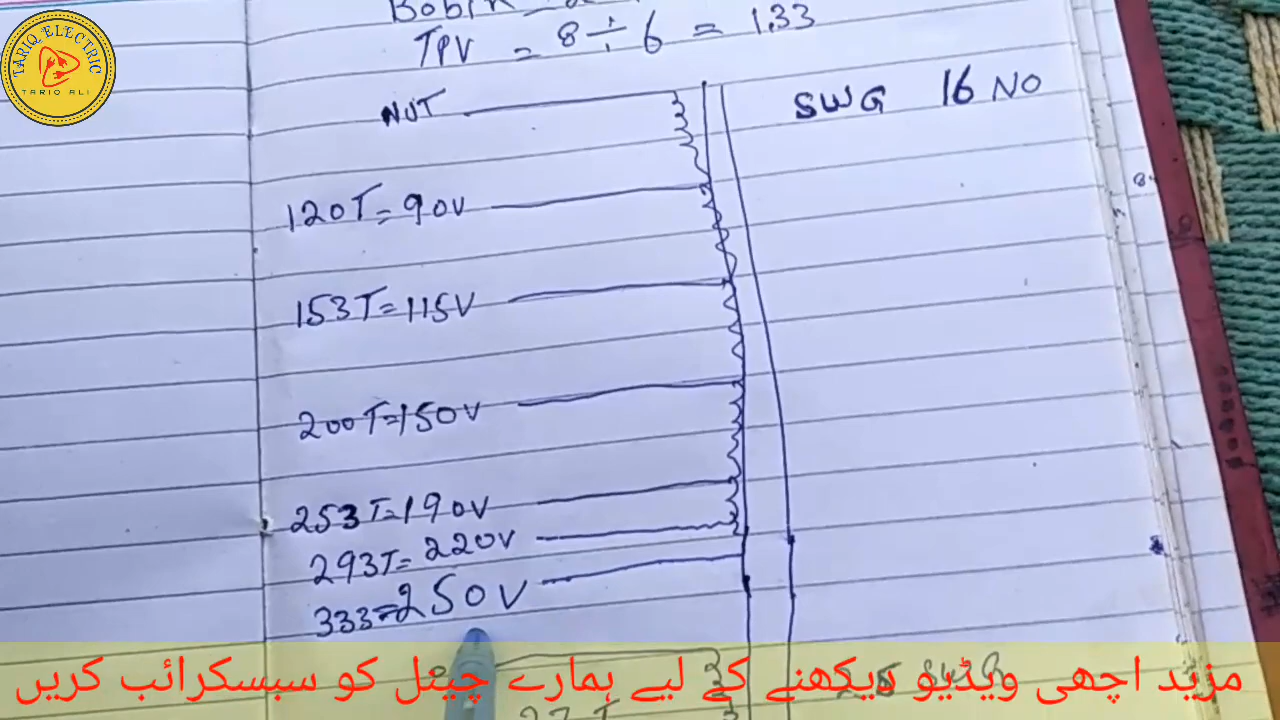 TARIQ ELECTRIC
TARIQ ALI
TPV = 8 ÷ 6 = 1.33
NUT
SWG 16 NO
120T = 90V
153T = 115V
200T = 150V
253T = 190V
293T = 220V
333 = 250V
مزید اچھی ویڈیو دیکھنے کے لیے ہمارے چینل کو سبسکرائب کریں